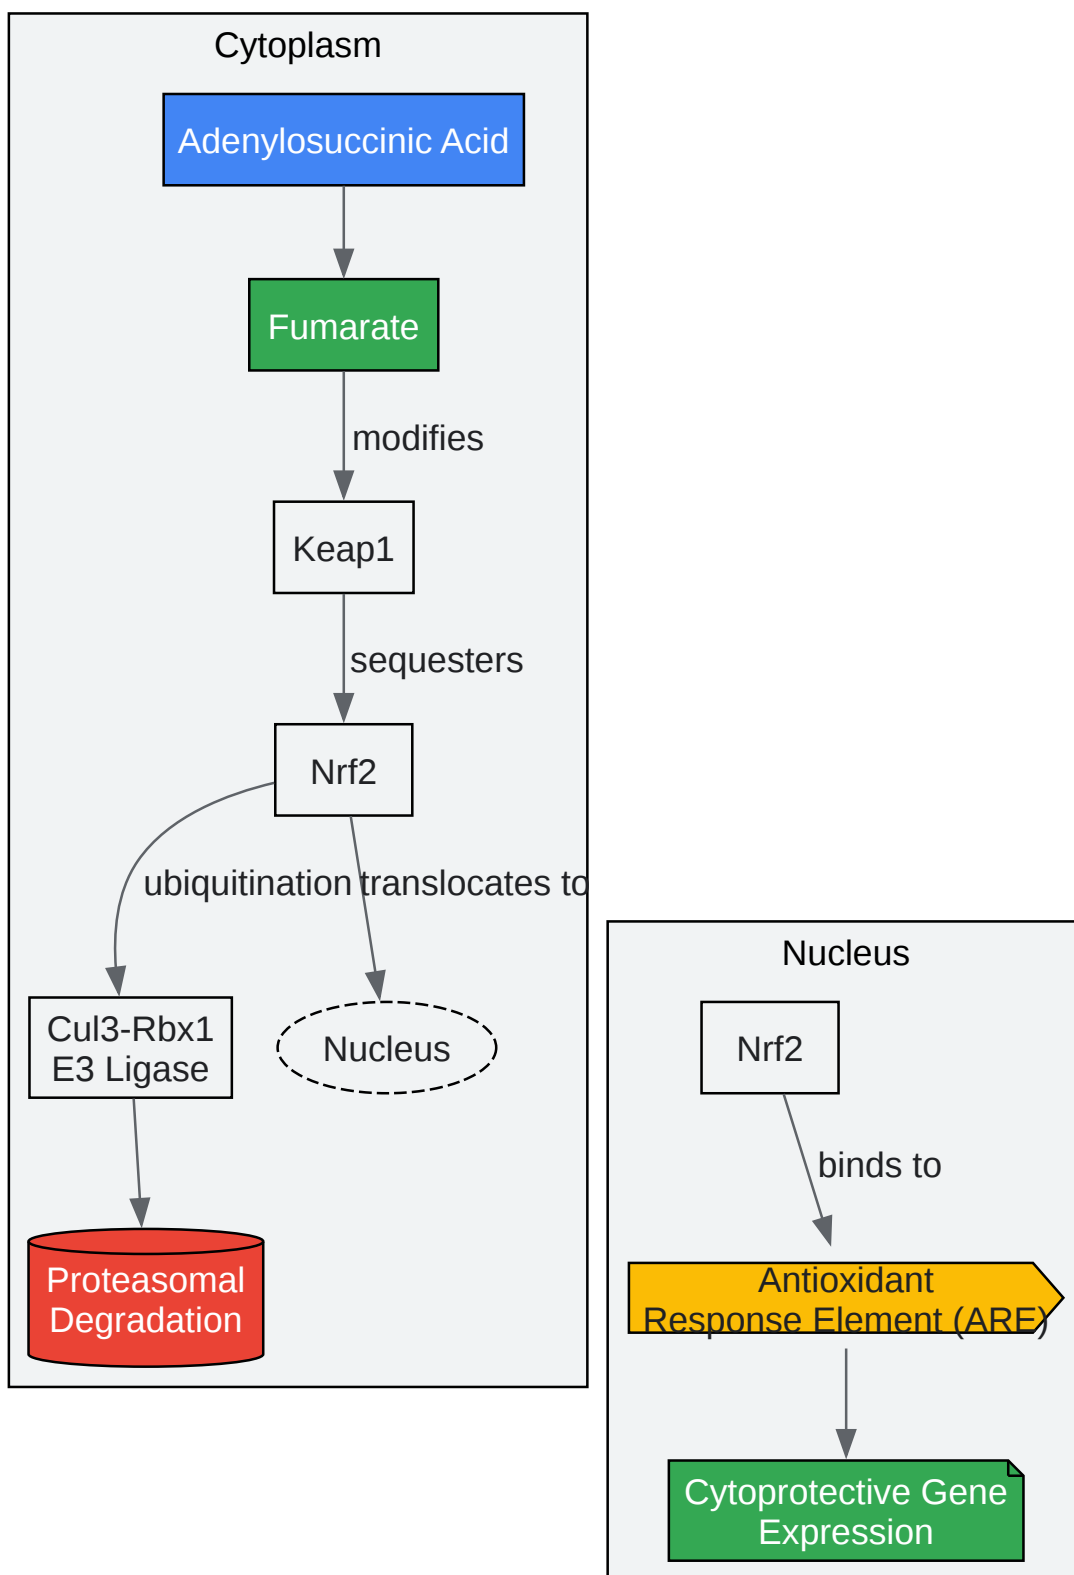 Cytoplasm
Adenylosuccinic Acid
Fumarate
modifies
Keap1
sequesters
Nrf2
ubiquitination
translocates to
Cul3-Rbx1
E3 Ligase
Nucleus
Proteasomal
Degradation
Nucleus
Nrf2
binds to
Antioxidant
Response Element (ARE)
Cytoprotective Gene
Expression